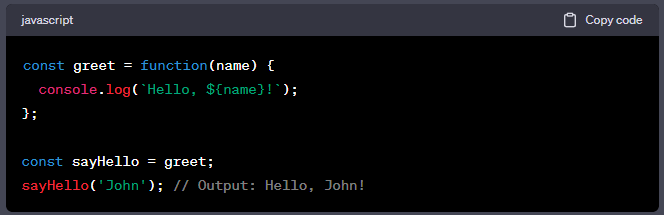 javascript
Copy code
const greet = function(name) {
  console.log(`Hello, ${name}!`);
};
const sayHello = greet;
sayHello('John'); // Output: Hello, John!